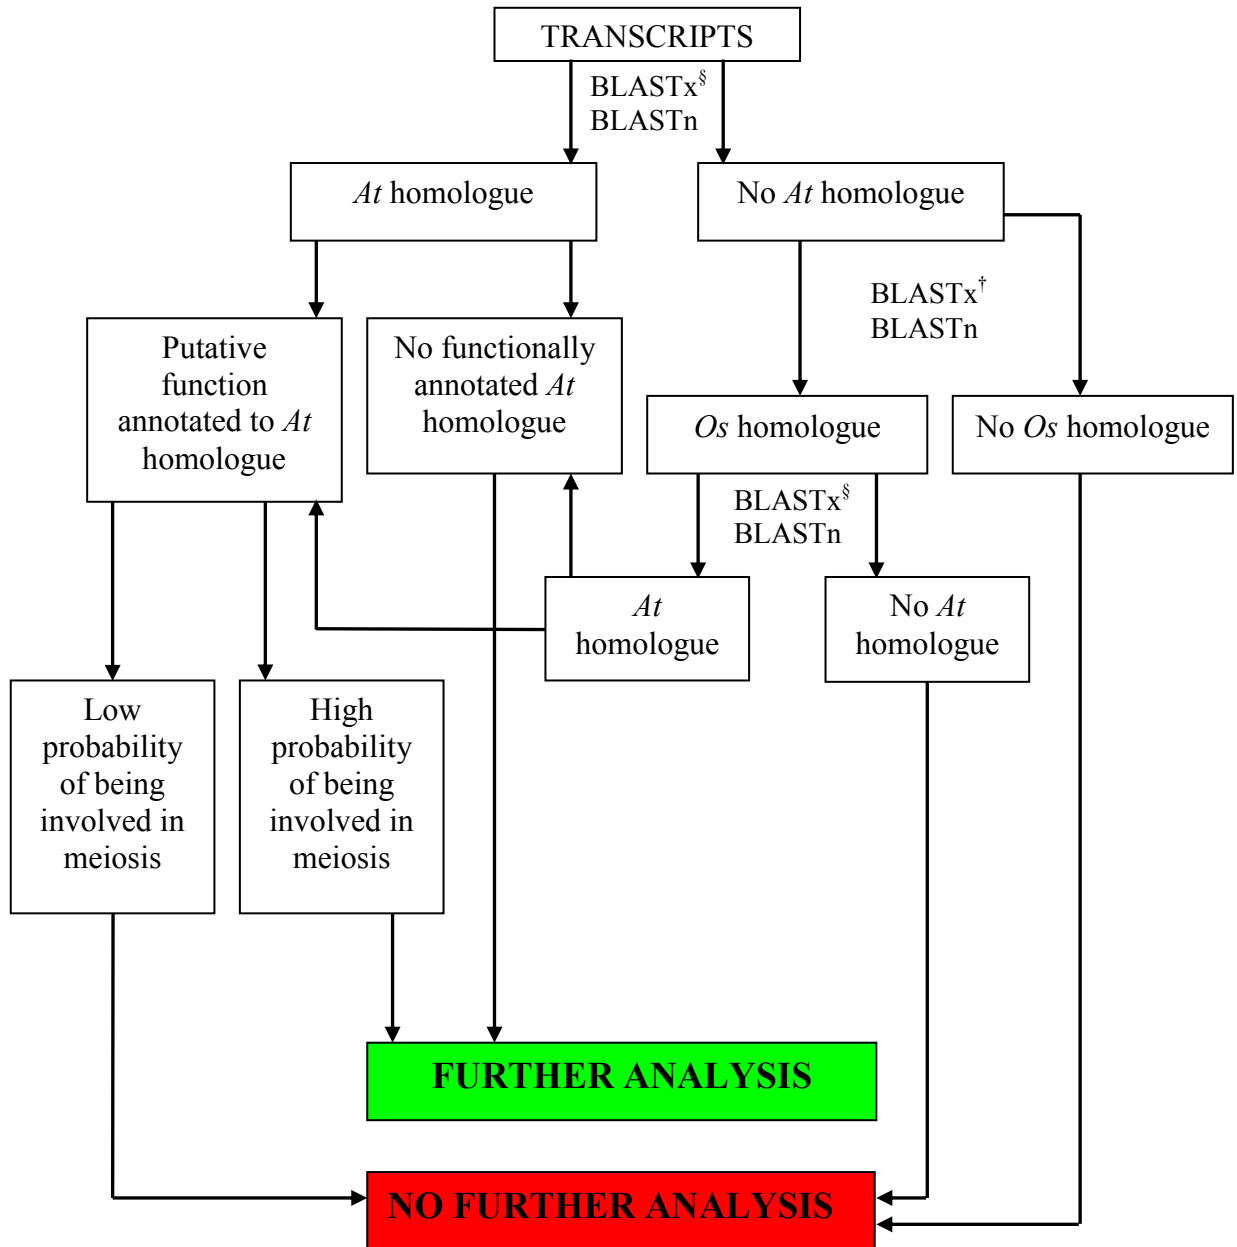 TRANSCRIPTS
BLASTx§
BLASTn
At homologue
No At homologue
BLASTx†
BLASTn
Putative
function
annotated to At
homologue
No functionally
annotated At
homologue
Os homologue
No Os homologue
BLASTx§
BLASTn
At
homologue
No At
homologue
Low
probability
of being
involved in
meiosis
High
probability
of being
involved in
meiosis
FURTHER ANALYSIS
NO FURTHER ANALYSIS